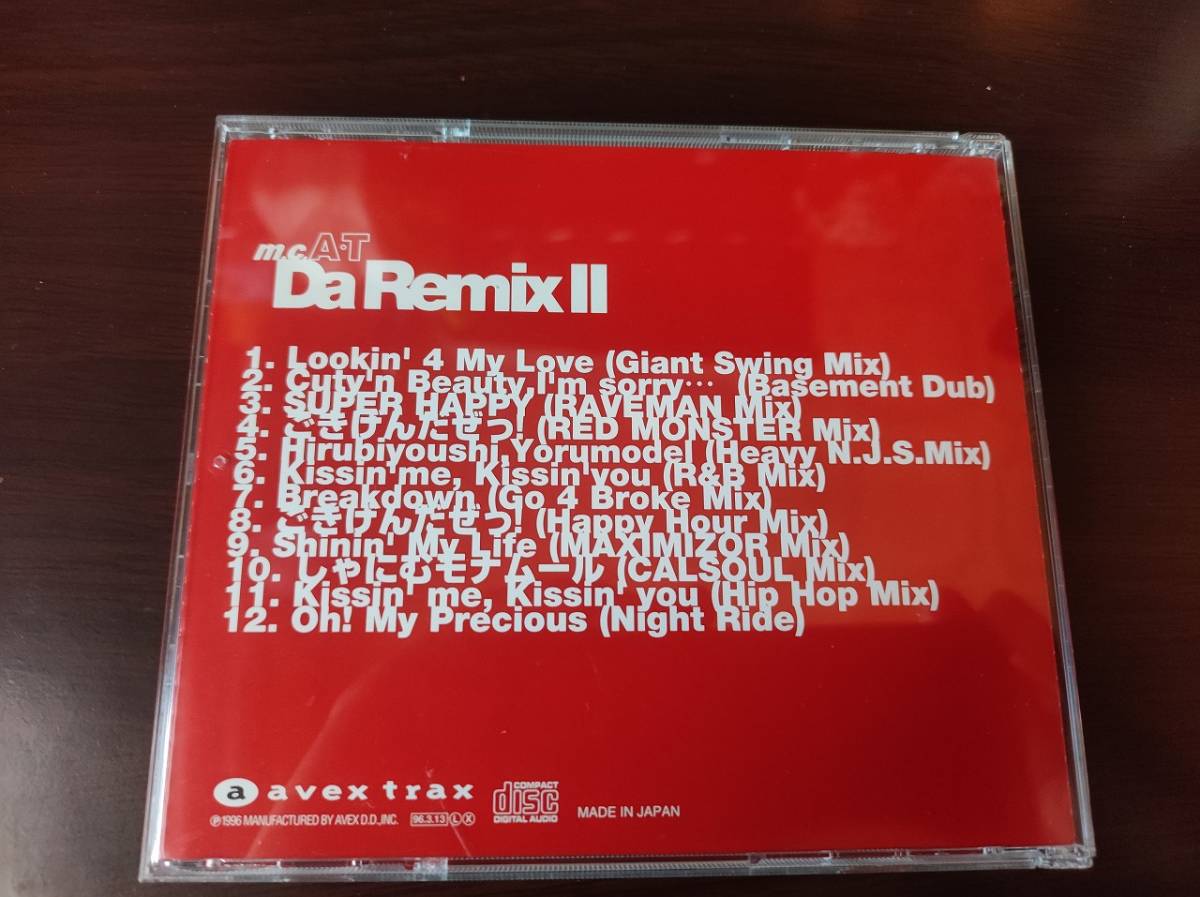 m.c.A・T
Da Remix II
1. Lookin' 4 My Love (Giant Swing Mix)
2. Cuty'n Beauty,I'm sorry… (Basement Dub)
3. SUPER HAPPY (RAVEMAN Mix)
4. ごきげんだぜっ! (RED MONSTER Mix)
5. Hirubiyoushi,Yorumodel (Heavy N.J.S.Mix)
6. Kissin'me, Kissin'you (R&B Mix)
7. Breakdown (Go 4 Broke Mix)
8. ごきげんだぜっ! (Happy Hour Mix)
9. Shinin' My Life (MAXIMIZOR Mix)
10. しゃにむモナムール (CALSOUL Mix)
11. Kissin' me, Kissin' you (Hip Hop Mix)
12. Oh! My Precious (Night Ride)
a avex trax
COMPACT
disc
DIGITAL AUDIO
MADE IN JAPAN
℗1996 MANUFACTURED BY AVEX D.D.,INC. 96.3.13 Ⓛ Ⓧ